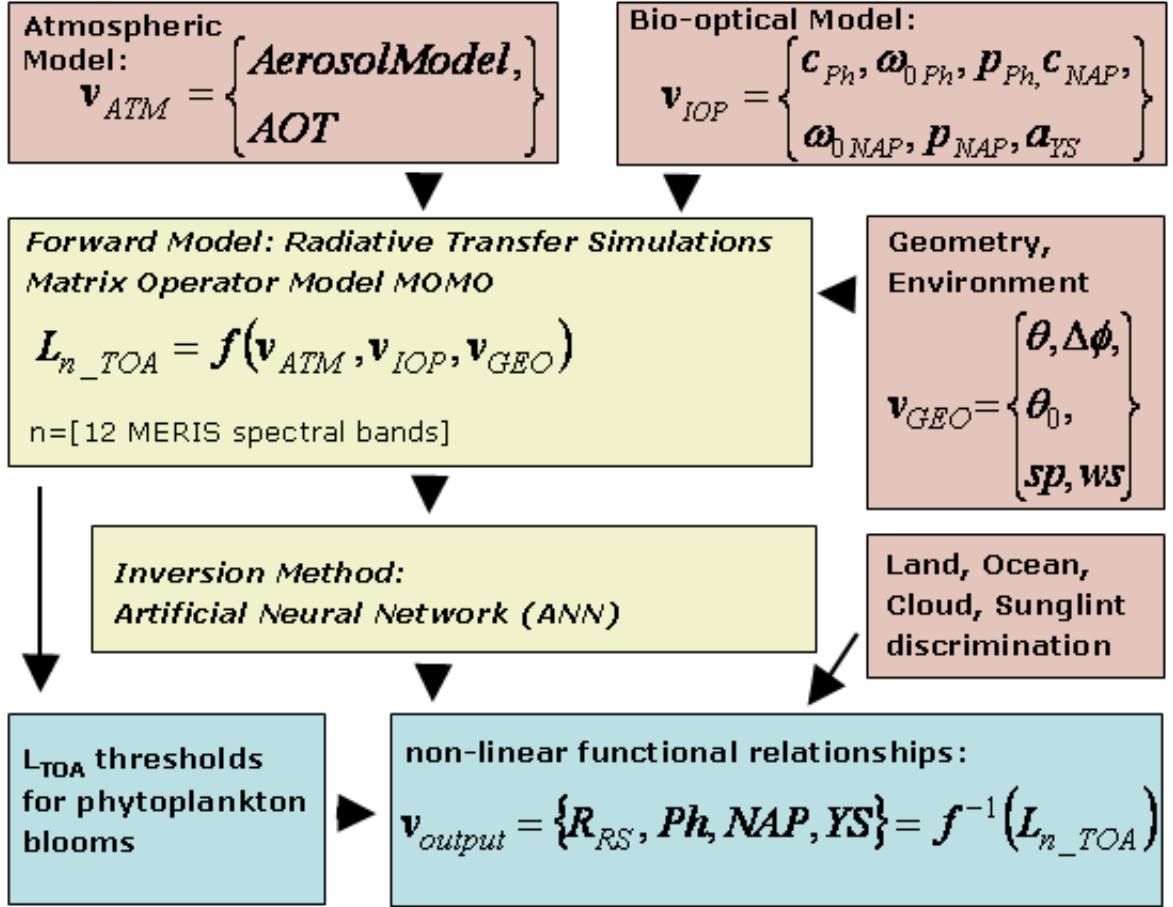 Atmospheric
Model:
v_ATM = {AerosolModel,
AOT}
Bio-optical Model:
v_IOP = {c_Ph, ω_0Ph, p_Ph, c_NAP,
ω_0NAP, p_NAP, a_YS}
Forward Model: Radiative Transfer Simulations
Matrix Operator Model MOMO
L_n_TOA = f(v_ATM, v_IOP, v_GEO)
n=[12 MERIS spectral bands]
Geometry,
Environment
v_GEO = {θ, Δϕ,
θ_0,
sp, ws}
Inversion Method:
Artificial Neural Network (ANN)
Land, Ocean,
Cloud, Sunglint
discrimination
L_TOA thresholds
for phytoplankton
blooms
non-linear functional relationships:
v_output = {R_RS, Ph, NAP, YS} = f^-1(L_n_TOA)